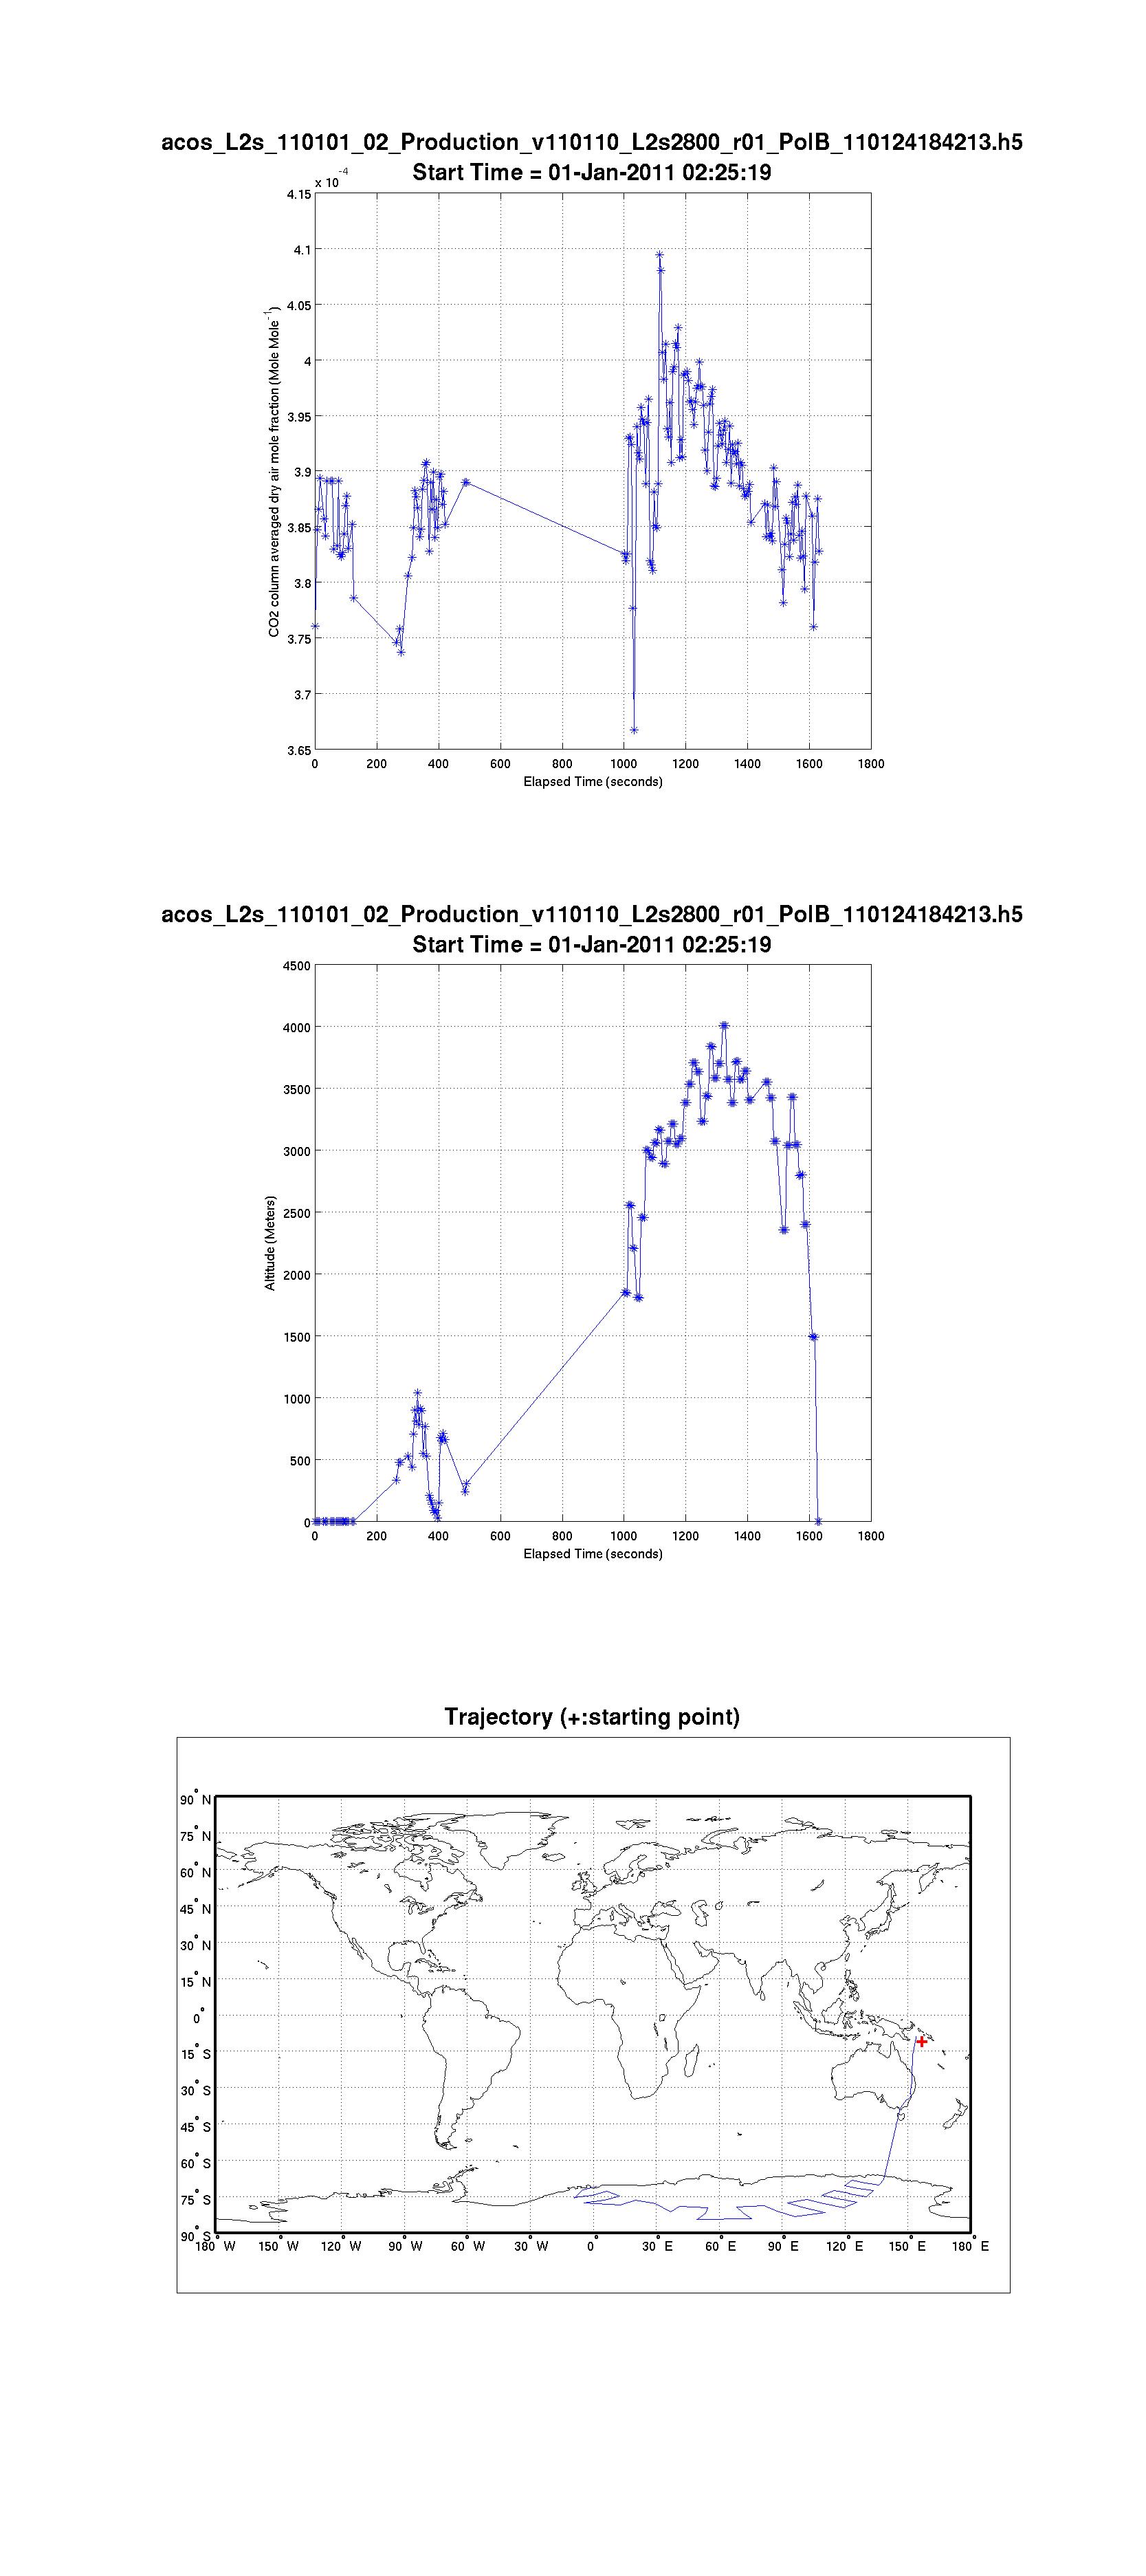 acos_L2s_110101_02_Production_v110110_L2s2800_r01_PolB_110124184213.h5
Start Time = 01-Jan-2011 02:25:19
x 10-4
4.15
4.1
4.05
4
3.95
3.9
3.85
3.8
3.75
3.7
3.65
CO2 column averaged dry air mole fraction (Mole Mole-1)
0 200 400 600 800 1000 1200 1400 1600 1800
Elapsed Time (seconds)
acos_L2s_110101_02_Production_v110110_L2s2800_r01_PolB_110124184213.h5
Start Time = 01-Jan-2011 02:25:19
4500
4000
3500
3000
2500
2000
1500
1000
500
0
Altitude (Meters)
0 200 400 600 800 1000 1200 1400 1600 1800
Elapsed Time (seconds)
Trajectory (+:starting point)
90° N
75° N
60° N
45° N
30° N
15° N
0°
15° S
30° S
45° S
60° S
75° S
90° S
180° W 150° W 120° W 90° W 60° W 30° W 0° 30° E 60° E 90° E 120° E 150° E 180° E